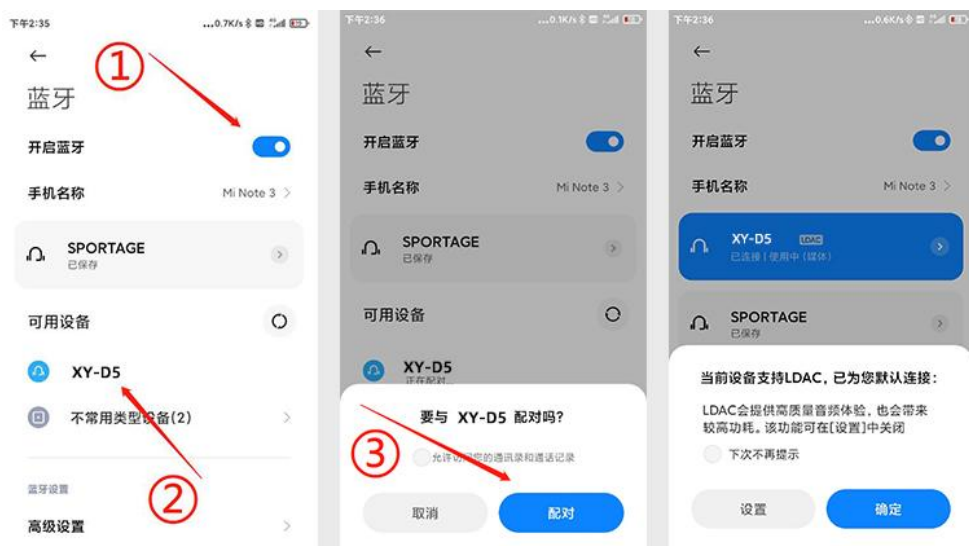 下午2:35
...0.7K/s
①
蓝牙
开启蓝牙
手机名称 Mi Note 3
SPORTAGE
已保存
可用设备
XY-D5
不常用类型设备(2)
②
蓝牙设置
高级设置
下午2:36
...0.1K/s
蓝牙
开启蓝牙
手机名称 Mi Note 3
SPORTAGE
已保存
可用设备
XY-D5
正在配对...
要与 XY-D5 配对吗?
③
允许访问您的通讯录和通话记录
取消 配对
下午2:36
...0.6K/s
蓝牙
开启蓝牙
手机名称 Mi Note 3
XY-D5 LDAC
已连接 | 使用中 (媒体)
SPORTAGE
已保存
当前设备支持LDAC, 已为您默认连接:
LDAC会提供高质量音频体验, 也会带来
较高功耗。该功能可在[设置]中关闭
下次不再提示
设置 确定